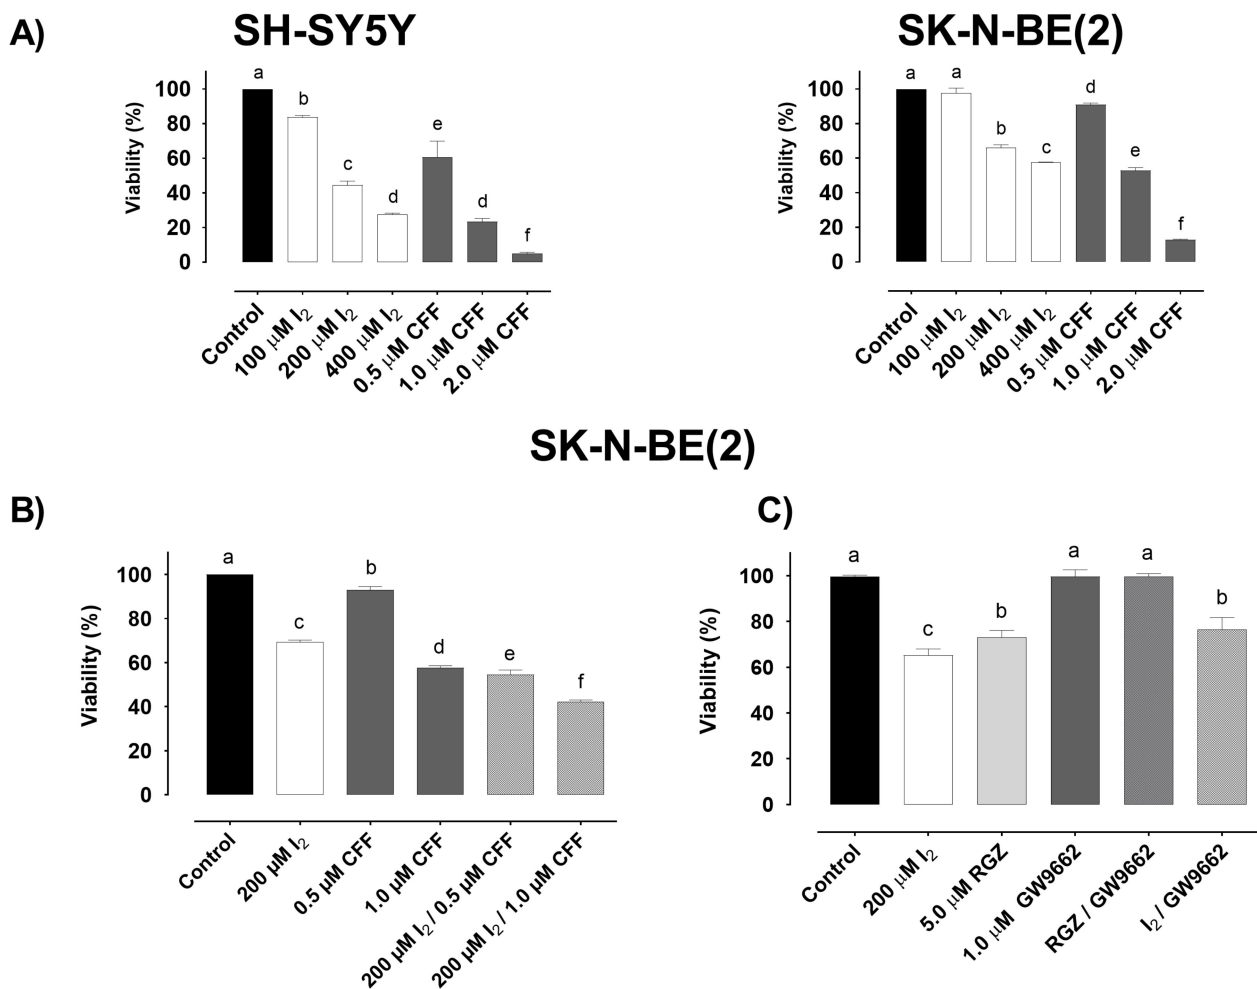 A)
SH-SY5Y
Viability (%)
100
80
60
40
20
0
a
b
c
d
e
d
f
Control
100 μM I₂
200 μM I₂
400 μM I₂
0.5 μM CFF
1.0 μM CFF
2.0 μM CFF
SK-N-BE(2)
Viability (%)
100
80
60
40
20
0
a
a
b
c
d
e
f
Control
100 μM I₂
200 μM I₂
400 μM I₂
0.5 μM CFF
1.0 μM CFF
2.0 μM CFF
SK-N-BE(2)
B)
Viability (%)
100
80
60
40
20
0
a
c
b
d
e
f
Control
200 μM I₂
0.5 μM CFF
1.0 μM CFF
200 μM I₂ / 0.5 μM CFF
200 μM I₂ / 1.0 μM CFF
C)
Viability (%)
100
80
60
40
20
0
a
c
b
a
a
b
Control
200 μM I₂
5.0 μM RGZ
1.0 μM GW9662
RGZ / GW9662
I₂ / GW9662